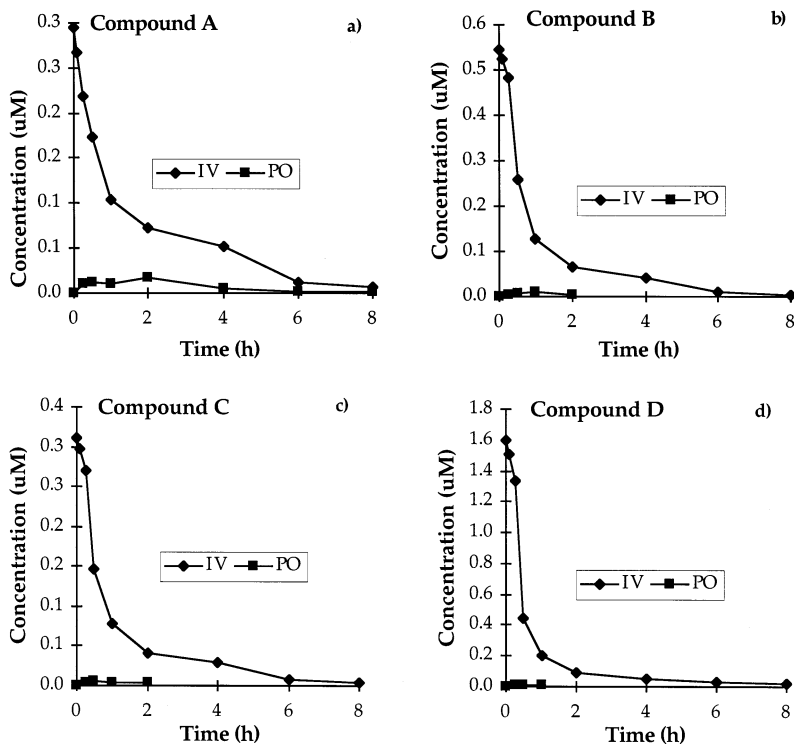 Compound A
a)
Concentration (uM)
0.3
0.3
0.2
0.2
0.1
0.1
0.0
IV PO
0 2 4 6 8
Time (h)
Compound B
b)
Concentration (uM)
0.6
0.5
0.4
0.3
0.2
0.1
0.0
IV PO
0 2 4 6 8
Time (h)
Compound C
c)
Concentration (uM)
0.4
0.3
0.3
0.2
0.2
0.1
0.1
0.0
IV PO
0 2 4 6 8
Time (h)
Compound D
d)
Concentration (uM)
1.8
1.6
1.4
1.2
1.0
0.8
0.6
0.4
0.2
0.0
IV PO
0 2 4 6 8
Time (h)